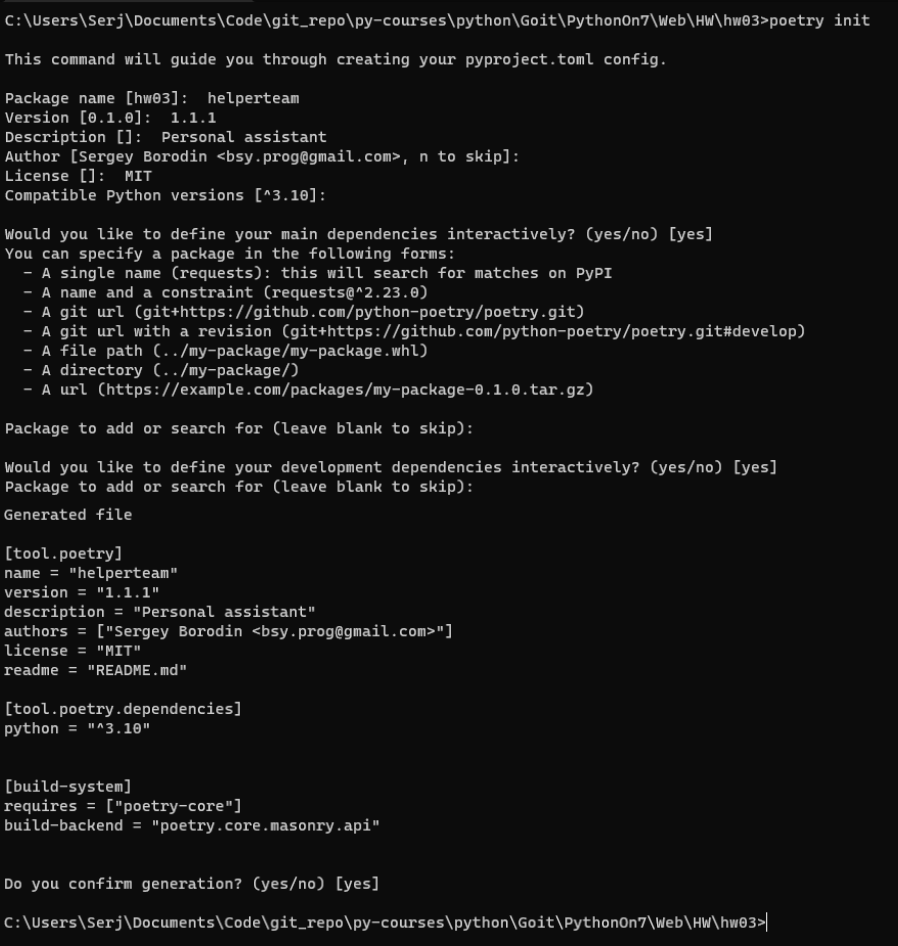 C:\Users\Serj\Documents\Code\git_repo\py-courses\python\Goit\PythonOn7\Web\HW\hw03>poetry init
This command will guide you through creating your pyproject.toml config.
Package name [hw03]:  helperteam
Version [0.1.0]:  1.1.1
Description []:  Personal assistant
Author [Sergey Borodin <bsy.prog@gmail.com>, n to skip]:
License []:  MIT
Compatible Python versions [^3.10]:
Would you like to define your main dependencies interactively? (yes/no) [yes]
You can specify a package in the following forms:
  - A single name (requests): this will search for matches on PyPI
  - A name and a constraint (requests@^2.23.0)
  - A git url (git+https://github.com/python-poetry/poetry.git)
  - A git url with a revision (git+https://github.com/python-poetry/poetry.git#develop)
  - A file path (../my-package/my-package.whl)
  - A directory (../my-package/)
  - A url (https://example.com/packages/my-package-0.1.0.tar.gz)
Package to add or search for (leave blank to skip):
Would you like to define your development dependencies interactively? (yes/no) [yes]
Package to add or search for (leave blank to skip):
Generated file
[tool.poetry]
name = "helperteam"
version = "1.1.1"
description = "Personal assistant"
authors = ["Sergey Borodin <bsy.prog@gmail.com>"]
license = "MIT"
readme = "README.md"
[tool.poetry.dependencies]
python = "^3.10"
[build-system]
requires = ["poetry-core"]
build-backend = "poetry.core.masonry.api"
Do you confirm generation? (yes/no) [yes]
C:\Users\Serj\Documents\Code\git_repo\py-courses\python\Goit\PythonOn7\Web\HW\hw03>